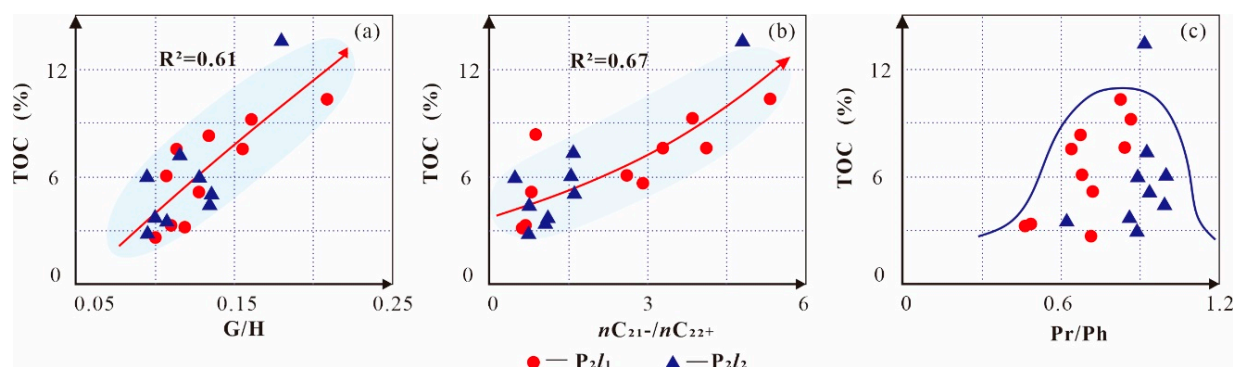 (a)
R²=0.61
TOC (%)
12
6
0
0.05 0.15 0.25
G/H
(b)
R²=0.67
TOC (%)
12
6
0
0 3 6
nC₂₁-/nC₂₂+
(c)
TOC (%)
12
6
0
0 0.6 1.2
Pr/Ph
— P₂l₁ — P₂l₂